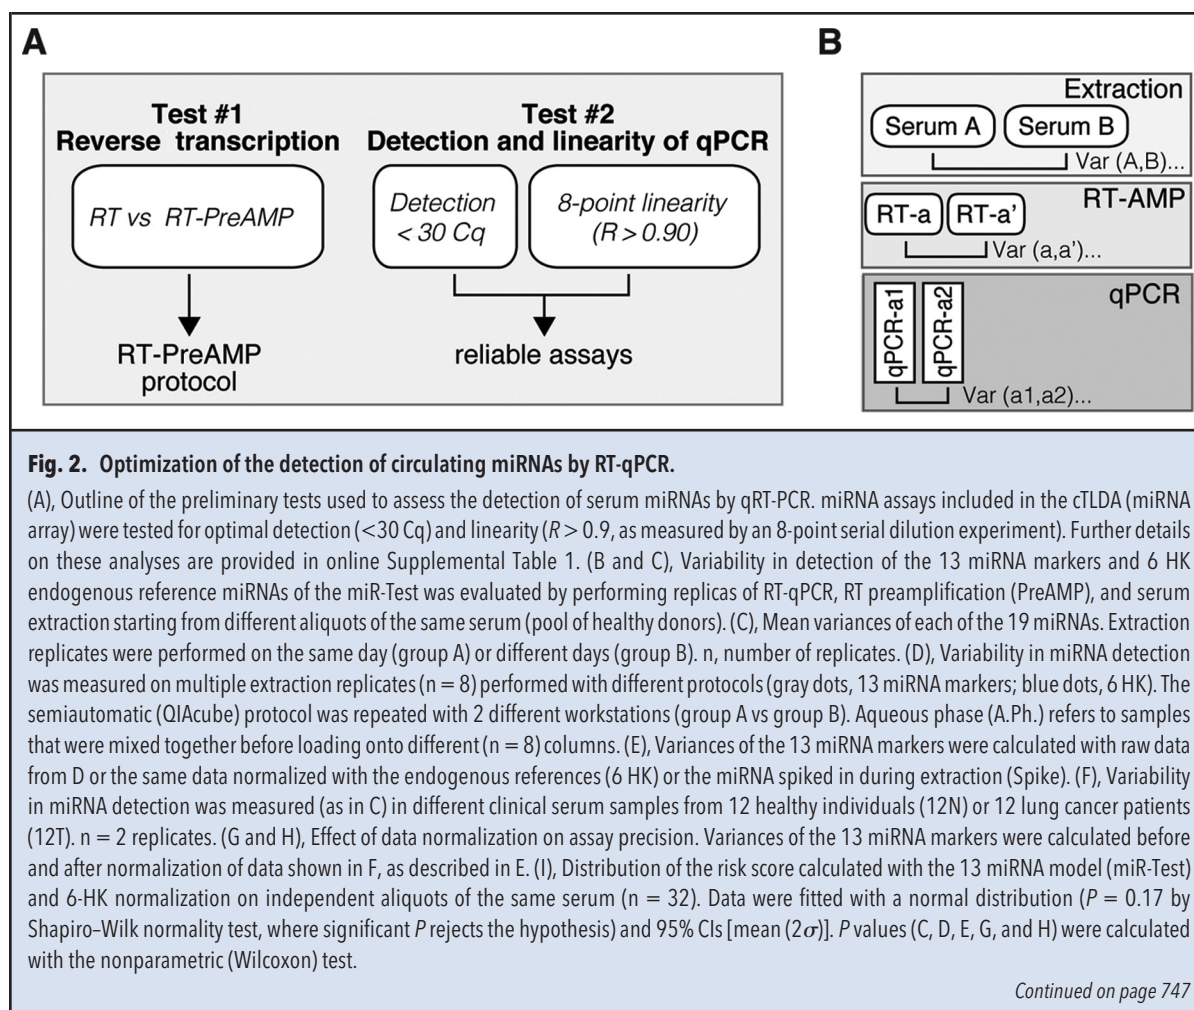 A
Test #1
Reverse transcription
RT vs RT-PreAMP
RT-PreAMP
protocol
Test #2
Detection and linearity of qPCR
Detection
< 30 Cq
8-point linearity
(R > 0.90)
reliable assays
B
Extraction
Serum A
Serum B
Var (A,B)...
RT-AMP
RT-a
RT-a’
Var (a,a’)...
qPCR
qPCR-a1
qPCR-a2
Var (a1,a2)...
Fig. 2. Optimization of the detection of circulating miRNAs by RT-qPCR.
(A), Outline of the preliminary tests used to assess the detection of serum miRNAs by qRT-PCR. miRNA assays included in the cTLDA (miRNA
array) were tested for optimal detection (<30 Cq) and linearity (R > 0.9, as measured by an 8-point serial dilution experiment). Further details
on these analyses are provided in online Supplemental Table 1. (B and C), Variability in detection of the 13 miRNA markers and 6 HK
endogenous reference miRNAs of the miR-Test was evaluated by performing replicas of RT-qPCR, RT preamplification (PreAMP), and serum
extraction starting from different aliquots of the same serum (pool of healthy donors). (C), Mean variances of each of the 19 miRNAs. Extraction
replicates were performed on the same day (group A) or different days (group B). n, number of replicates. (D), Variability in miRNA detection
was measured on multiple extraction replicates (n = 8) performed with different protocols (gray dots, 13 miRNA markers; blue dots, 6 HK). The
semiautomatic (QIAcube) protocol was repeated with 2 different workstations (group A vs group B). Aqueous phase (A.Ph.) refers to samples
that were mixed together before loading onto different (n = 8) columns. (E), Variances of the 13 miRNA markers were calculated with raw data
from D or the same data normalized with the endogenous references (6 HK) or the miRNA spiked in during extraction (Spike). (F), Variability
in miRNA detection was measured (as in C) in different clinical serum samples from 12 healthy individuals (12N) or 12 lung cancer patients
(12T). n = 2 replicates. (G and H), Effect of data normalization on assay precision. Variances of the 13 miRNA markers were calculated before
and after normalization of data shown in F, as described in E. (I), Distribution of the risk score calculated with the 13 miRNA model (miR-Test)
and 6-HK normalization on independent aliquots of the same serum (n = 32). Data were fitted with a normal distribution (P = 0.17 by
Shapiro–Wilk normality test, where significant P rejects the hypothesis) and 95% CIs [mean (2σ)]. P values (C, D, E, G, and H) were calculated
with the nonparametric (Wilcoxon) test.
Continued on page 747